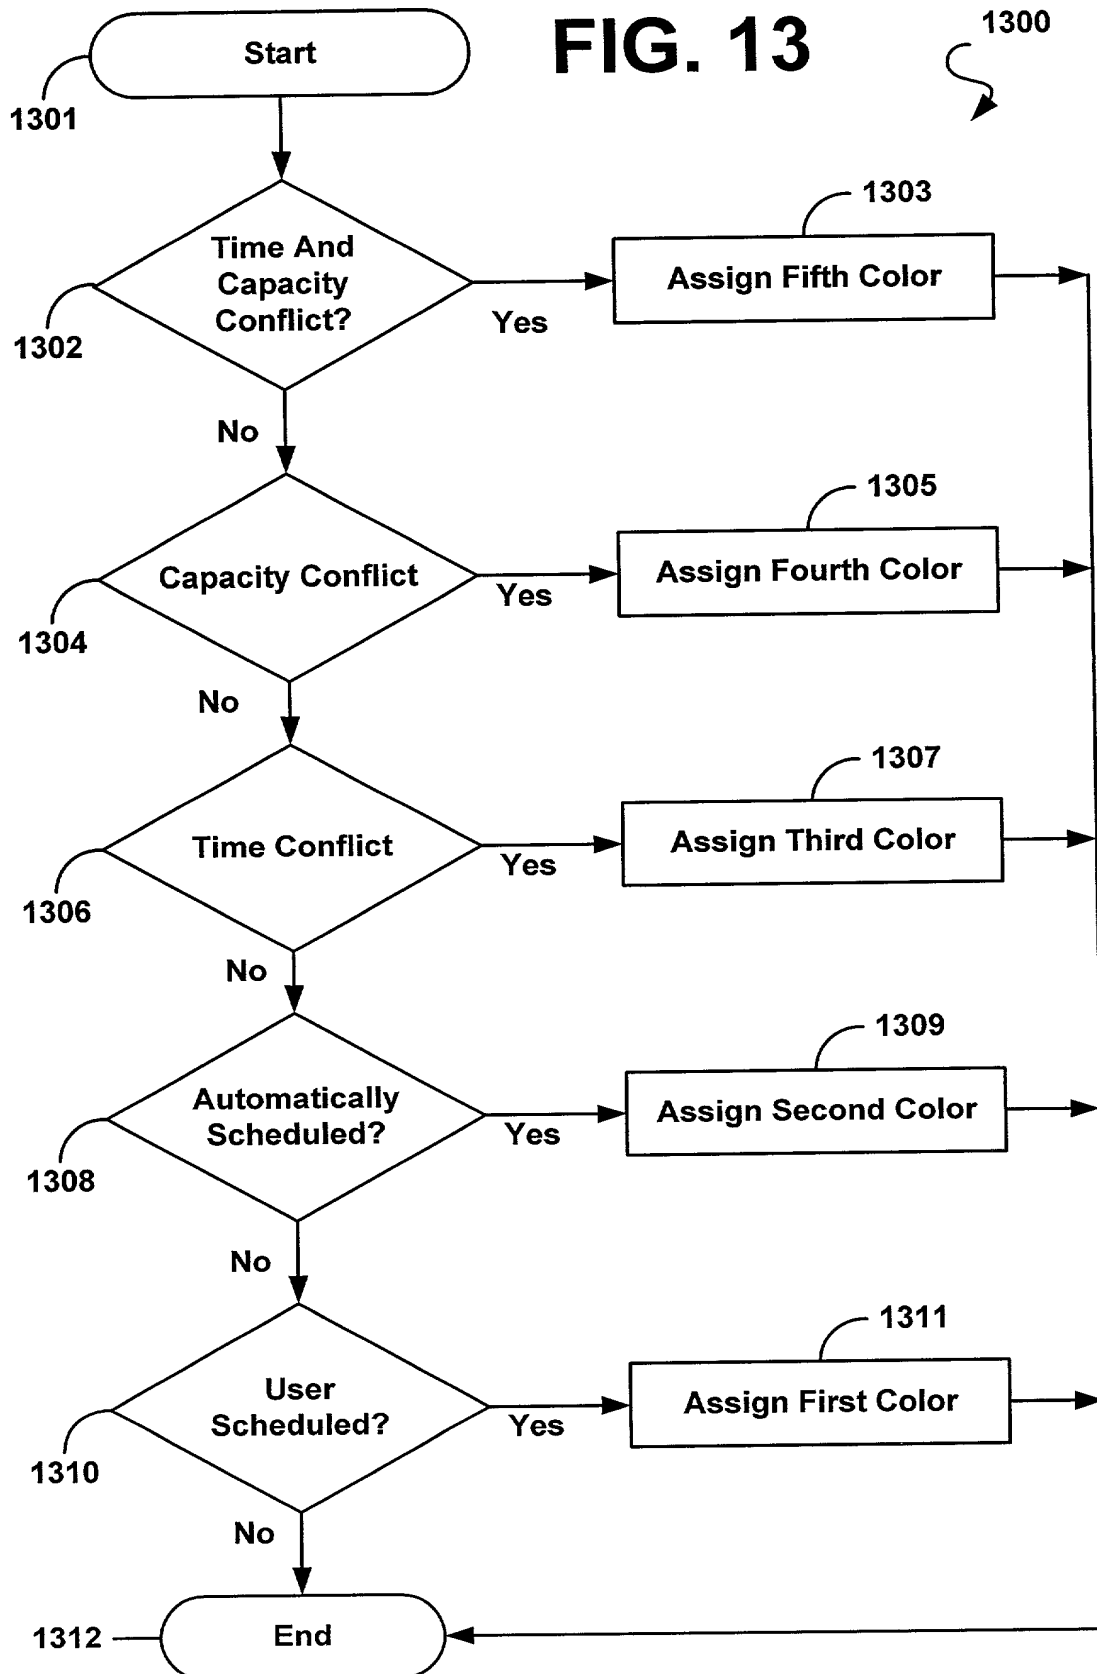 FIG. 13
1300
Start
1301
Time And
Capacity
Conflict?
1302
Yes
1303
Assign Fifth Color
No
Capacity Conflict
1304
Yes
1305
Assign Fourth Color
No
Time Conflict
1306
Yes
1307
Assign Third Color
No
Automatically
Scheduled?
1308
Yes
1309
Assign Second Color
No
User
Scheduled?
1310
Yes
1311
Assign First Color
No
1312
End